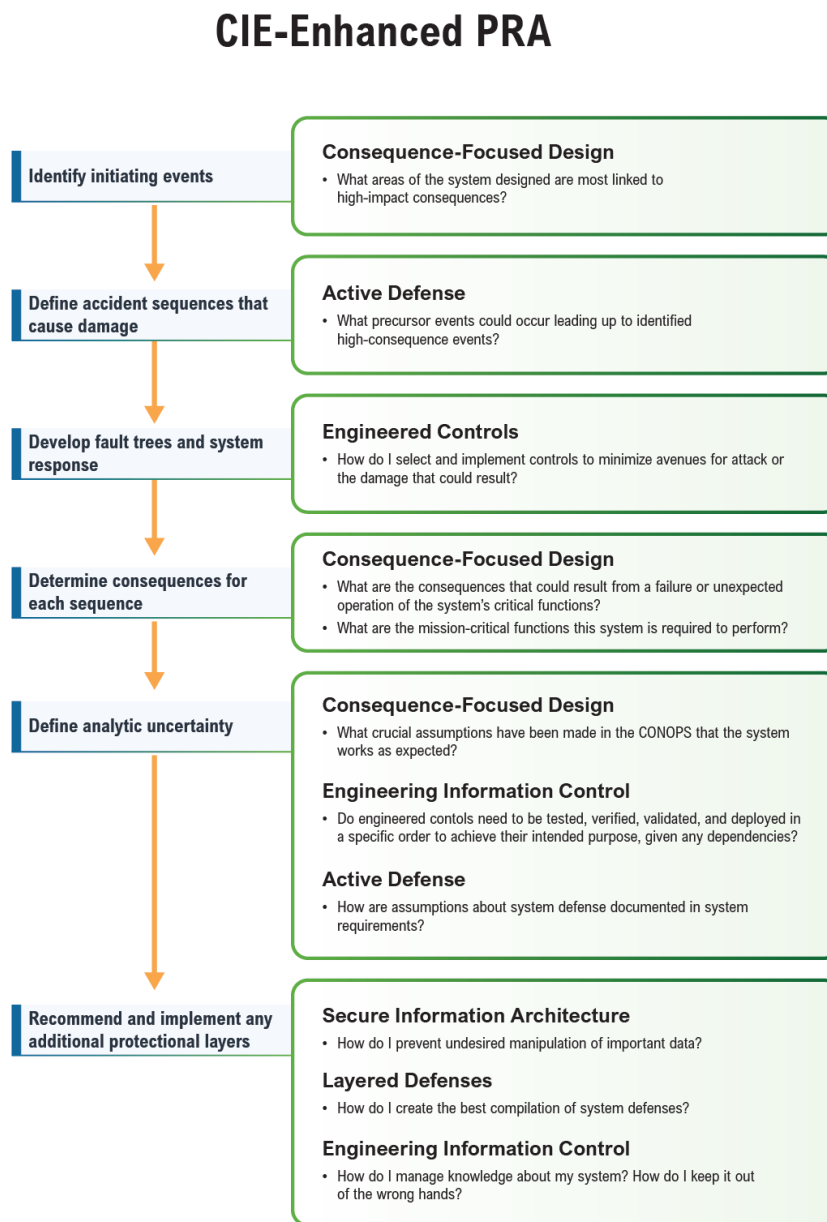 CIE-Enhanced PRA
Identify initiating events
Consequence-Focused Design
• What areas of the system designed are most linked to
high-impact consequences?
Define accident sequences that
cause damage
Active Defense
• What precursor events could occur leading up to identified
high-consequence events?
Develop fault trees and system
response
Engineered Controls
• How do I select and implement controls to minimize avenues for attack or
the damage that could result?
Determine consequences for
each sequence
Consequence-Focused Design
• What are the consequences that could result from a failure or unexpected
operation of the system's critical functions?
• What are the mission-critical functions this system is required to perform?
Define analytic uncertainty
Consequence-Focused Design
• What crucial assumptions have been made in the CONOPS that the system
works as expected?
Engineering Information Control
• Do engineered contols need to be tested, verified, validated, and deployed in
a specific order to achieve their intended purpose, given any dependencies?
Active Defense
• How are assumptions about system defense documented in system
requirements?
Recommend and implement any
additional protectional layers
Secure Information Architecture
• How do I prevent undesired manipulation of important data?
Layered Defenses
• How do I create the best compilation of system defenses?
Engineering Information Control
• How do I manage knowledge about my system? How do I keep it out
of the wrong hands?